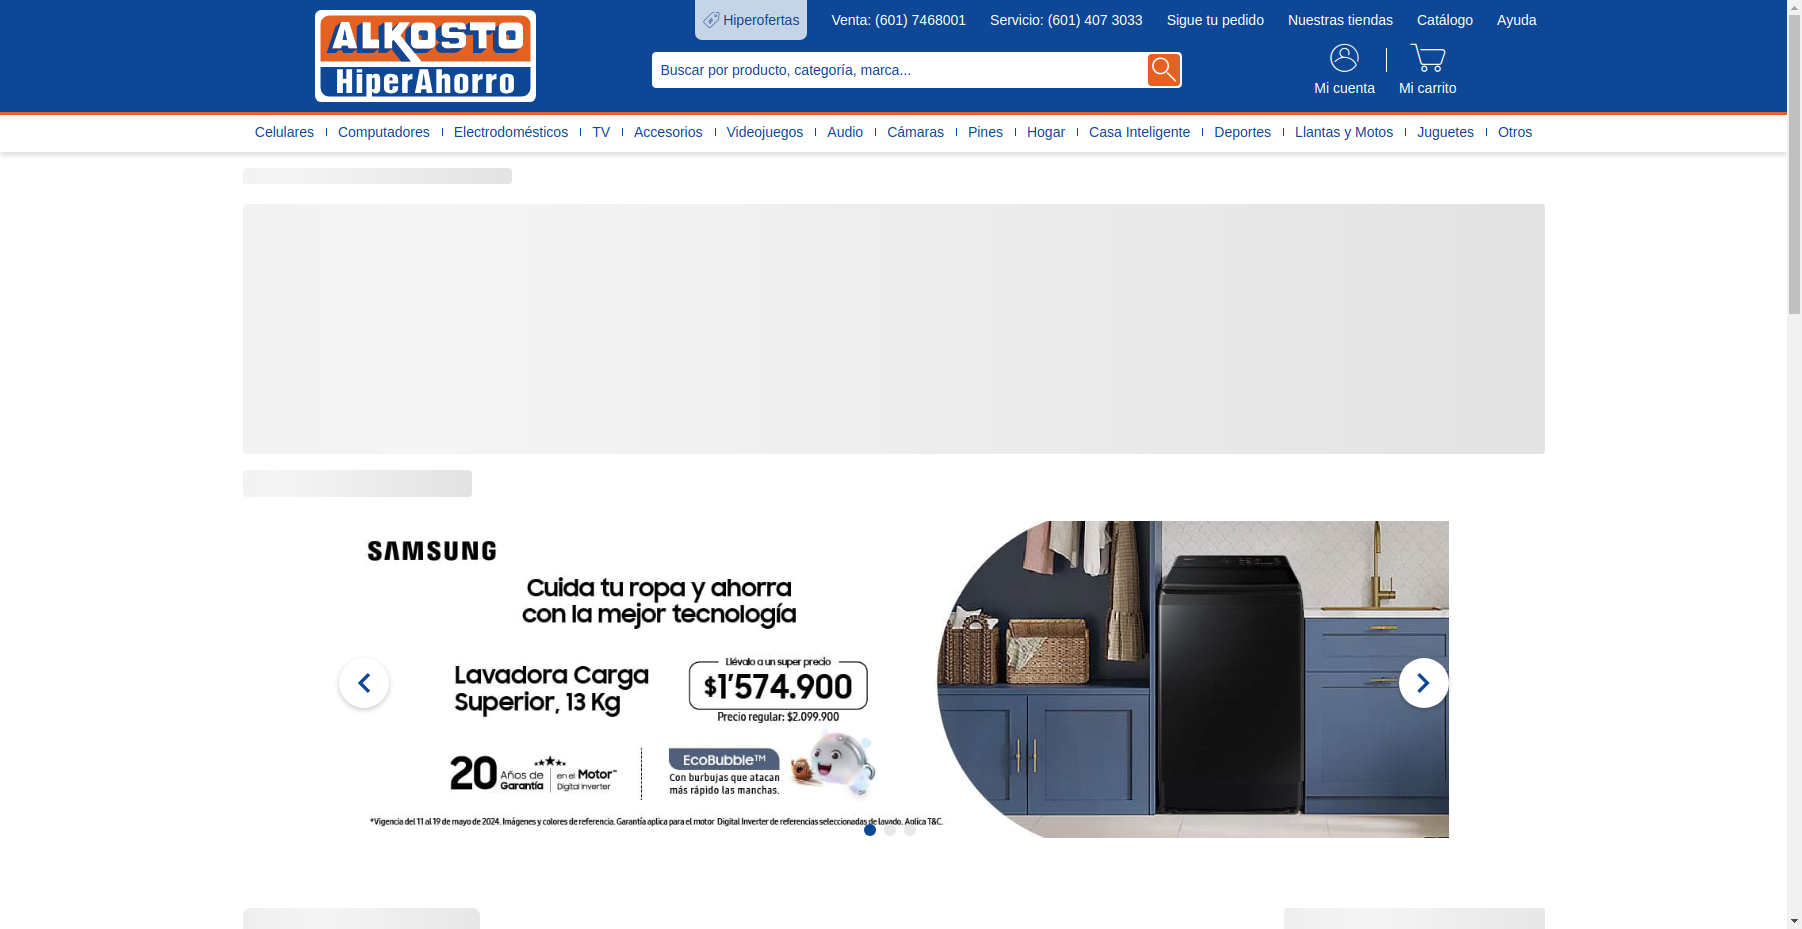 ALKOSTO
HiperAhorro
Hiperofertas
Venta: (601) 7468001
Servicio: (601) 407 3033
Sigue tu pedido
Nuestras tiendas
Catálogo
Ayuda
Buscar por producto, categoría, marca...
Mi cuenta
Mi carrito
Celulares
Computadores
Electrodomésticos
TV
Accesorios
Videojuegos
Audio
Cámaras
Pines
Hogar
Casa Inteligente
Deportes
Llantas y Motos
Juguetes
Otros
SAMSUNG
Cuida tu ropa y ahorra
con la mejor tecnología
Lavadora Carga
Superior, 13 Kg
Llévalo a un super precio
$1'574.900
Precio regular: $2.099.900
20 Años de Garantía
en el Motor™
Digital Inverter
EcoBubble™
Con burbujas que atacan
más rápido las manchas.
*Vigencia del 11 al 19 de mayo de 2024. Imágenes y colores de referencia. Garantía aplica para el motor Digital Inverter de referencias seleccionadas de lavado. Aplica T&C.